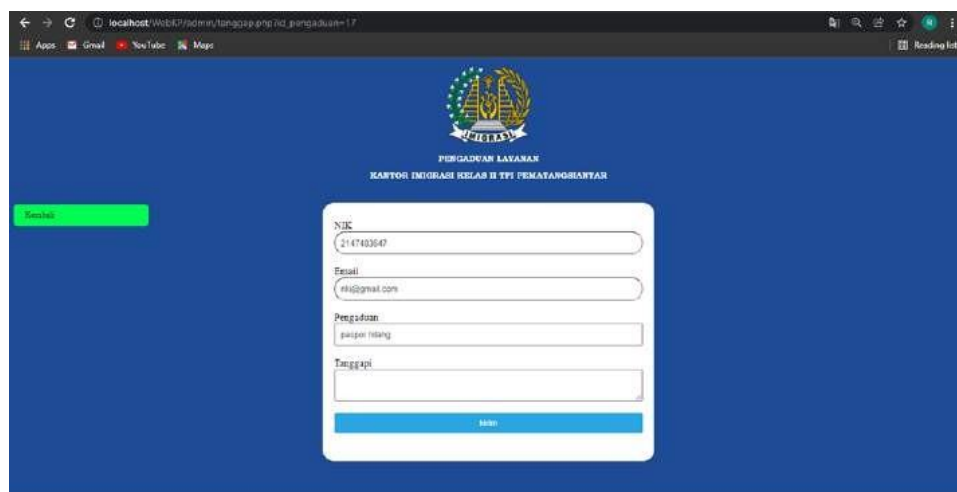 localhost/WebKP/admin/tanggap.php?id_pengaduan=17
Apps Gmail YouTube Maps Reading list
IMIGRASI
PENGADUAN LAYANAN
KANTOR IMIGRASI KELAS II TPI PEMATANGSIANTAR
Kembali
NIK
2147483647
Email
@gmail.com
Pengaduan
paspor hilang
Tanggapi
kirim